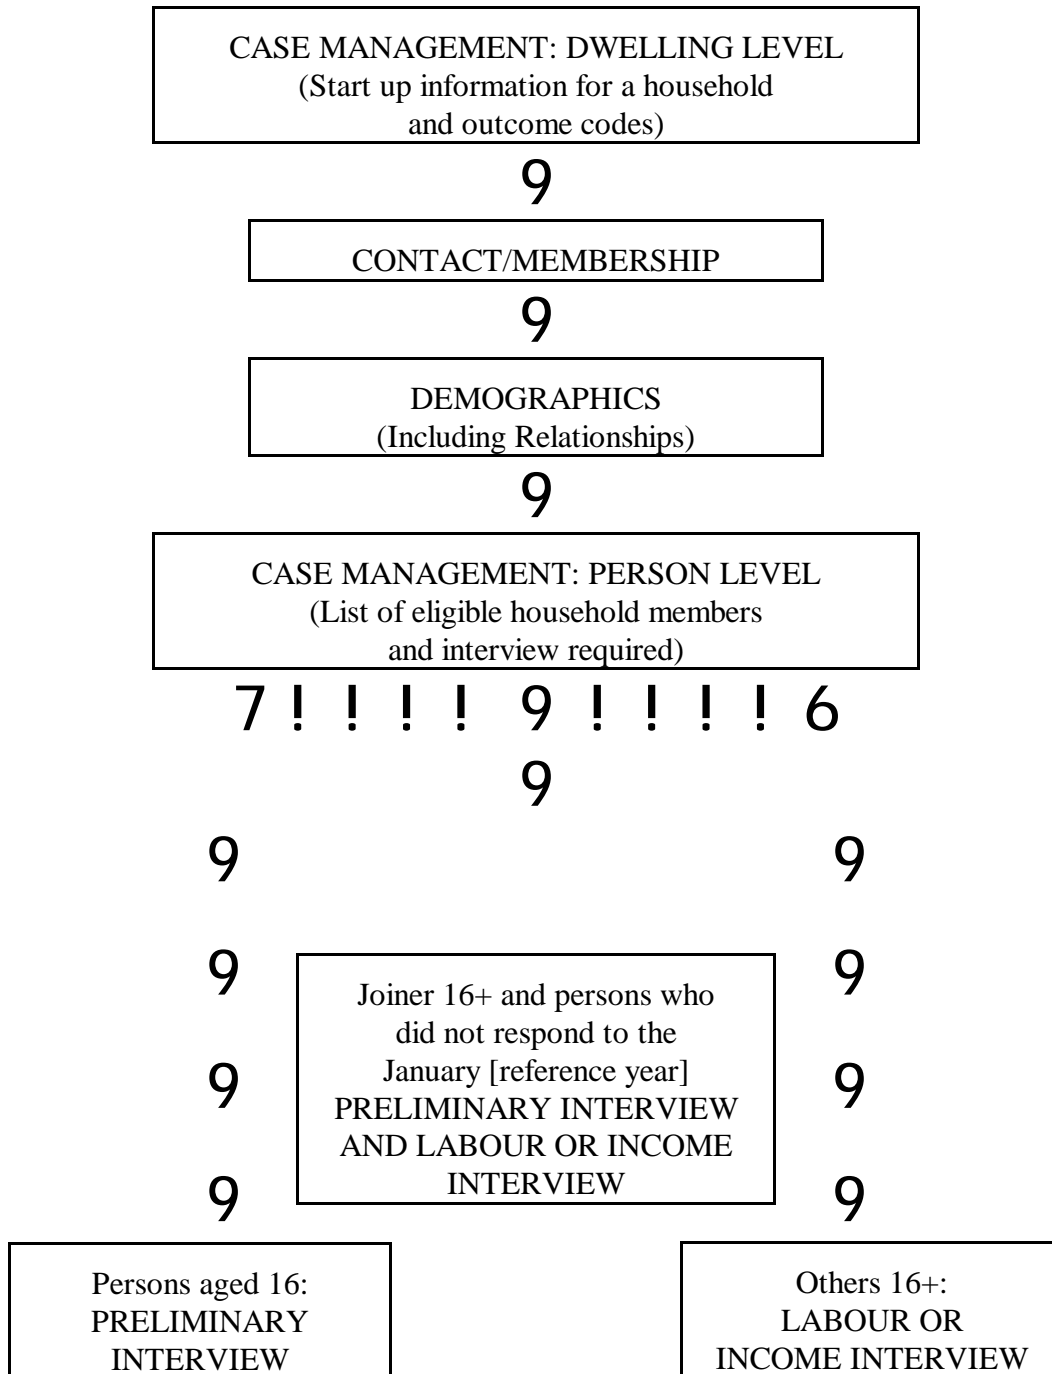 CASE MANAGEMENT: DWELLING LEVEL
(Start up information for a household
and outcome codes)
9
CONTACT/MEMBERSHIP
9
DEMOGRAPHICS
(Including Relationships)
9
CASE MANAGEMENT: PERSON LEVEL
(List of eligible household members
and interview required)
7 ! ! ! ! 9 ! ! ! ! 6
9
9 9
9 9
Joiner 16+ and persons who
did not respond to the
January [reference year]
9 9
PRELIMINARY INTERVIEW
AND LABOUR OR INCOME
INTERVIEW
9 9
Persons aged 16:
PRELIMINARY
INTERVIEW
Others 16+:
LABOUR OR
INCOME INTERVIEW